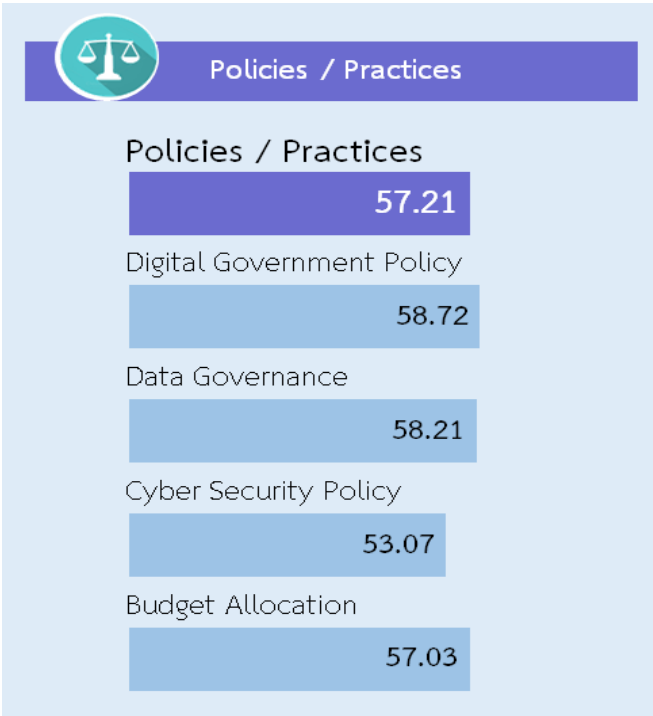 Policies / Practices
Policies / Practices
57.21
Digital Government Policy
58.72
Data Governance
58.21
Cyber Security Policy
53.07
Budget Allocation
57.03